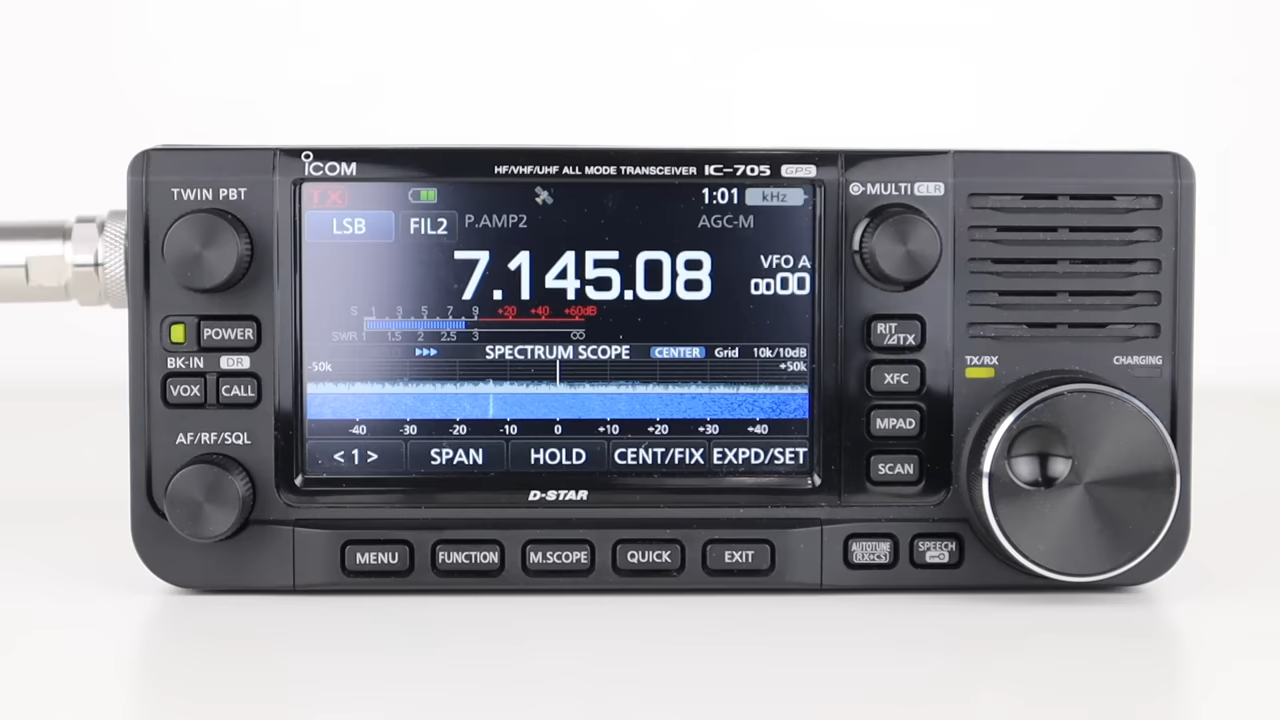 ICOM
HF/VHF/UHF ALL MODE TRANSCEIVER IC-705 GPS
TWIN PBT
TX
1:01 kHz
LSB FIL2 P.AMP2 AGC-M
7.145.08
VFO A
00 00
S 1 3 5 7 9 +20 +40 +60dB
SWR 1 1.5 2 2.5 3 ∞
SPECTRUM SCOPE CENTER Grid 10k/10dB
-50k +50k
-40 -30 -20 -10 0 +10 +20 +30 +40
< 1 > SPAN HOLD CENT/FIX EXPD/SET
D-STAR
POWER
BK-IN DR
VOX CALL
AF/RF/SQL
MULTI CLR
RIT
/⊿TX
XFC
MPAD
SCAN
TX/RX CHARGING
MENU FUNCTION M.SCOPE QUICK EXIT
AUTOTUNE
RX⇄CS
SPEECH